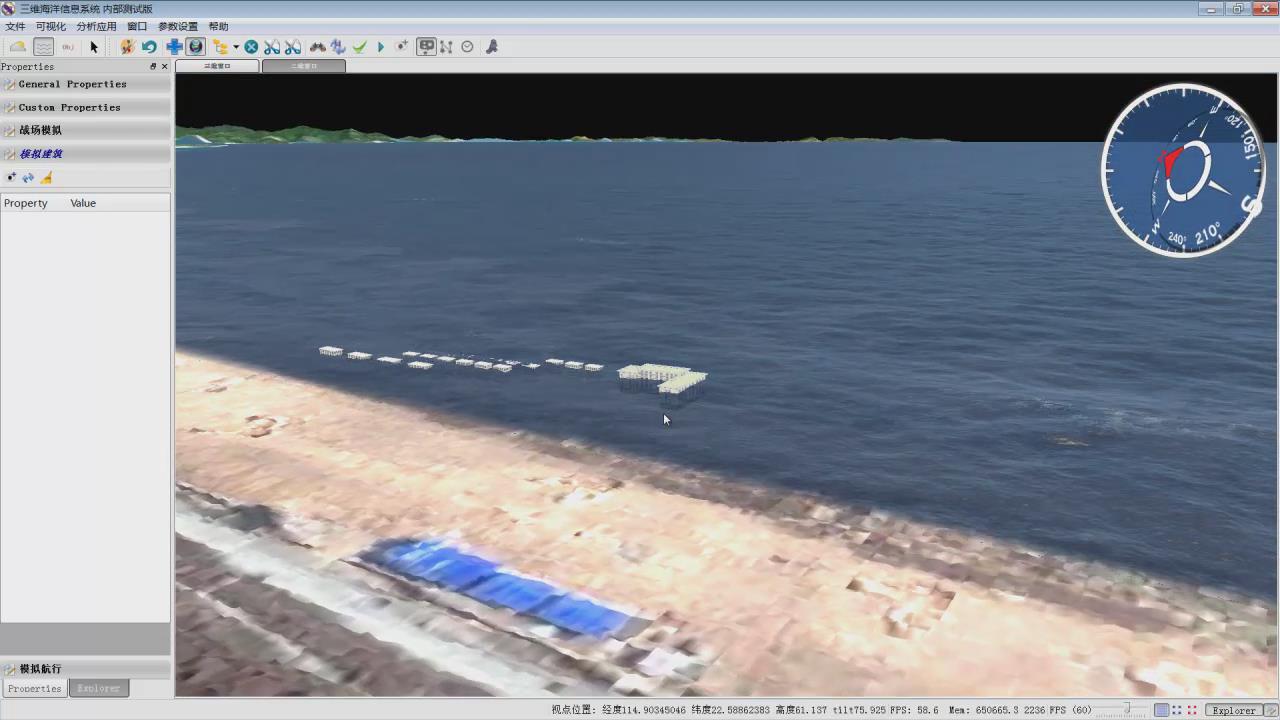 三维海洋信息系统 内部测试版
文件 可视化 分析应用 窗口 参数设置 帮助
Properties
三维窗口 二维窗口
General Properties
Custom Properties
战场模拟
模拟建筑
Property Value
模拟航行
Properties Explorer
120
150
S
210°
240°
W
视点位置: 经度114.90345046 纬度22.58862383 高度61.137 tilt75.925 FPS: 58.6 Mem: 650665.3 2236 FPS (60)
Explorer